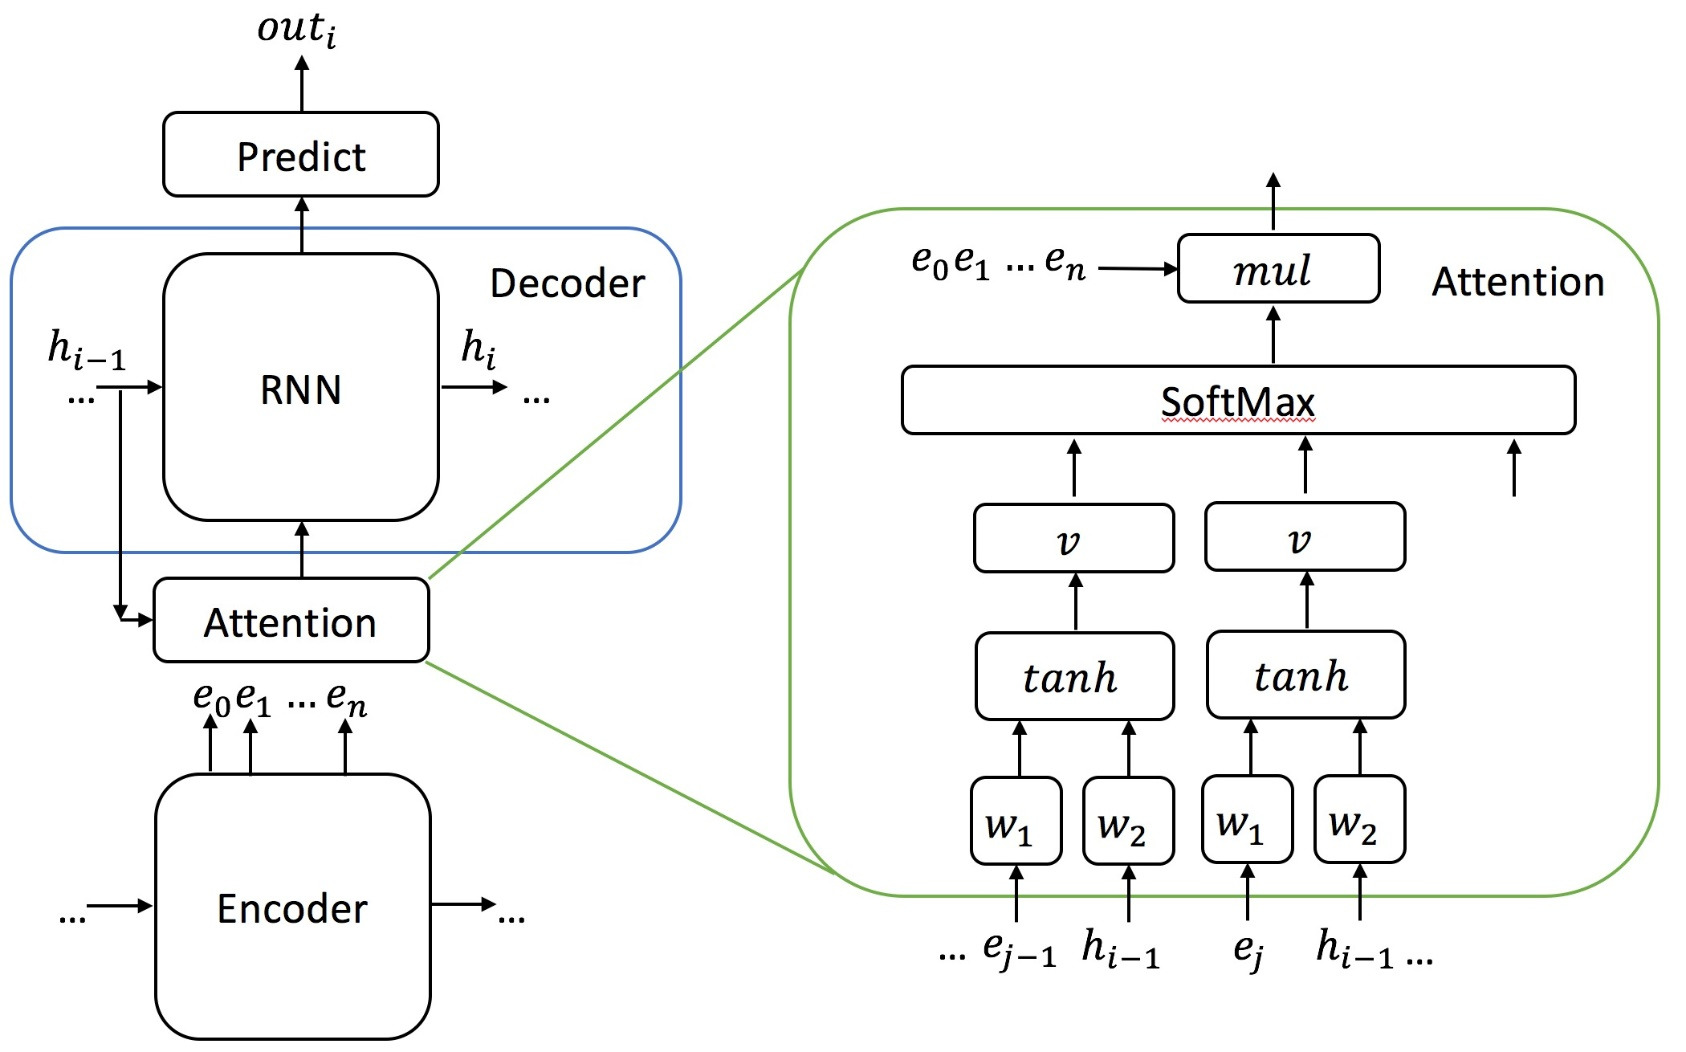 out_i
Predict
Decoder
h_{i-1}
...
RNN
h_i
...
Attention
e_0 e_1 ... e_n
...
Encoder
...
e_0 e_1 ... e_n
mul
Attention
SoftMax
v
v
tanh
tanh
w_1
w_2
w_1
w_2
... e_{j-1} h_{i-1} e_j h_{i-1} ...